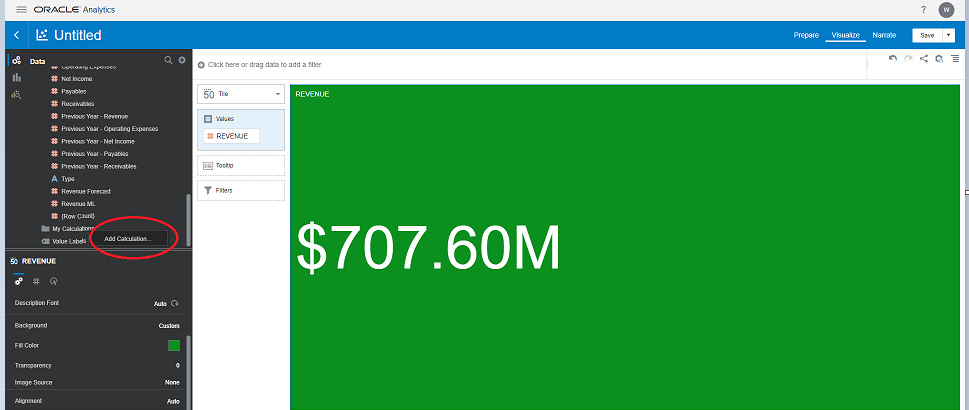 ORACLE Analytics
? W
Untitled
Prepare Visualize Narrate Save
Data
Click here or drag data to add a filter
Operating Expenses
Net Income
Payables
Receivables
Previous Year - Revenue
Previous Year - Operating Expenses
Previous Year - Net Income
Previous Year - Payables
Previous Year - Receivables
A Type
Revenue Forecast
Revenue ML
(Row Count)
My Calculations
Value Labels
Add Calculation...
50 REVENUE
Description Font Auto
Background Custom
Fill Color
Transparency 0
Image Source None
Alignment Auto
50 Tile
Values
REVENUE
Tooltip
Filters
REVENUE
$707.60M